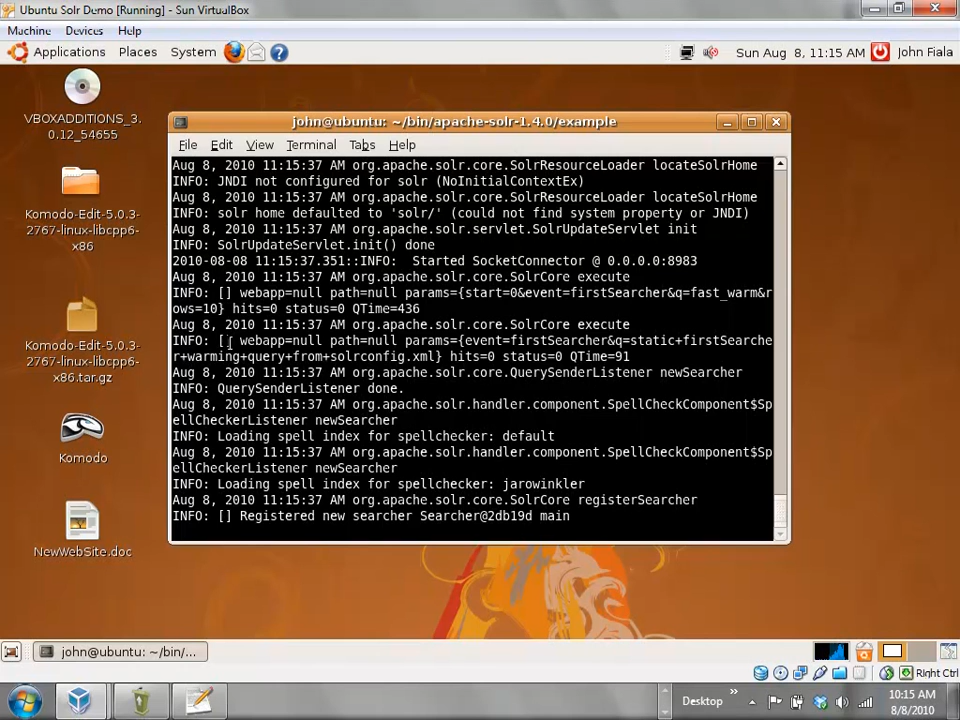 Ubuntu Solr Demo [Running] - Sun VirtualBox
Machine Devices Help
Applications Places System
Sun Aug 8, 11:15 AM
John Fiala
VBOXADDITIONS_3.
0.12_54655
Komodo-Edit-5.0.3-
2767-linux-libcpp6-
x86
Komodo-Edit-5.0.3-
2767-linux-libcpp6-
x86.tar.gz
Komodo
NewWebSite.doc
john@ubuntu: ~/bin/apache-solr-1.4.0/example
File Edit View Terminal Tabs Help
Aug 8, 2010 11:15:37 AM org.apache.solr.core.SolrResourceLoader locateSolrHome
INFO: JNDI not configured for solr (NoInitialContextEx)
Aug 8, 2010 11:15:37 AM org.apache.solr.core.SolrResourceLoader locateSolrHome
INFO: solr home defaulted to 'solr/' (could not find system property or JNDI)
Aug 8, 2010 11:15:37 AM org.apache.solr.servlet.SolrUpdateServlet init
INFO: SolrUpdateServlet.init() done
2010-08-08 11:15:37.351::INFO:  Started SocketConnector @ 0.0.0.0:8983
Aug 8, 2010 11:15:37 AM org.apache.solr.core.SolrCore execute
INFO: [] webapp=null path=null params={start=0&event=firstSearcher&q=fast_warm&r
ows=10} hits=0 status=0 QTime=436
Aug 8, 2010 11:15:37 AM org.apache.solr.core.SolrCore execute
INFO: [] webapp=null path=null params={event=firstSearcher&q=static+firstSearche
r+warming+query+from+solrconfig.xml} hits=0 status=0 QTime=91
Aug 8, 2010 11:15:37 AM org.apache.solr.core.QuerySenderListener newSearcher
INFO: QuerySenderListener done.
Aug 8, 2010 11:15:37 AM org.apache.solr.handler.component.SpellCheckComponent$Sp
ellCheckerListener newSearcher
INFO: Loading spell index for spellchecker: default
Aug 8, 2010 11:15:37 AM org.apache.solr.handler.component.SpellCheckComponent$Sp
ellCheckerListener newSearcher
INFO: Loading spell index for spellchecker: jarowinkler
Aug 8, 2010 11:15:37 AM org.apache.solr.core.SolrCore registerSearcher
INFO: [] Registered new searcher Searcher@2db19d main
john@ubuntu: ~/bin/...
Right Ctrl
Desktop
10:15 AM
8/8/2010